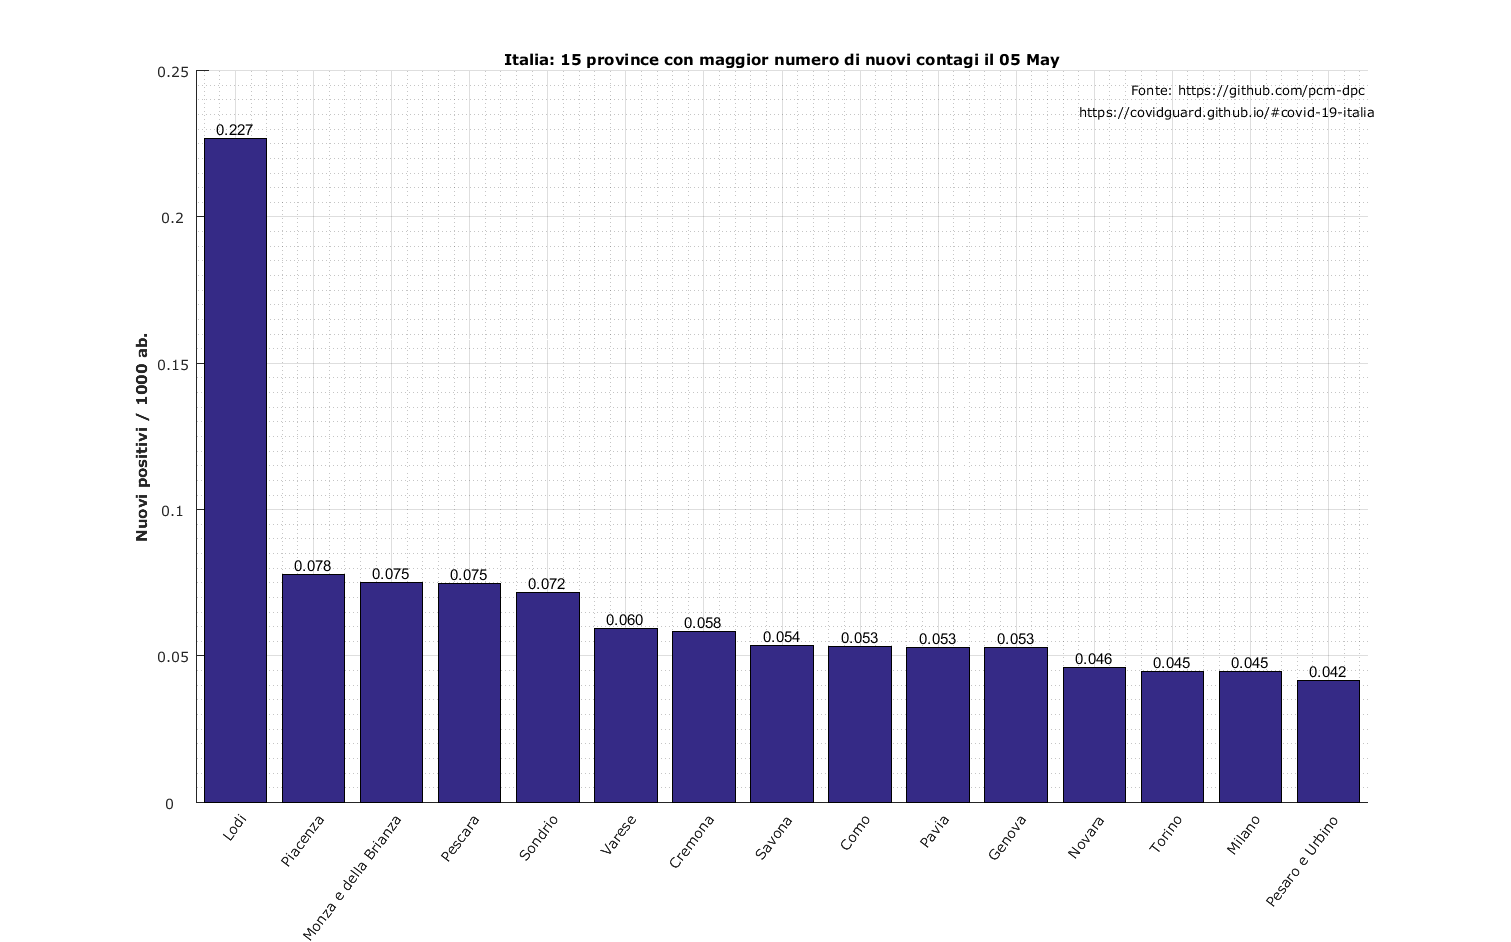 Italia: 15 province con maggior numero di nuovi contagi il 05 May
Fonte: https://github.com/pcm-dpc
https://covidguard.github.io/#covid-19-italia
Nuovi positivi / 1000 ab.
0.25
0.2
0.15
0.1
0.05
0
0.227
0.078
0.075
0.075
0.072
0.060
0.058
0.054
0.053
0.053
0.053
0.046
0.045
0.045
0.042
Lodi
Piacenza
Monza e della Brianza
Pescara
Sondrio
Varese
Cremona
Savona
Como
Pavia
Genova
Novara
Torino
Milano
Pesaro e Urbino